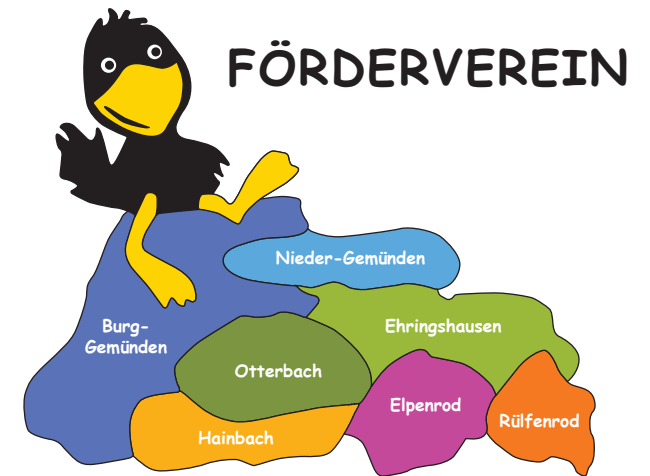 FÖRDERVEREIN
Nieder-Gemünden
Burg-
Gemünden
Ehringshausen
Otterbach
Elpenrod
Rülfenrod
Hainbach